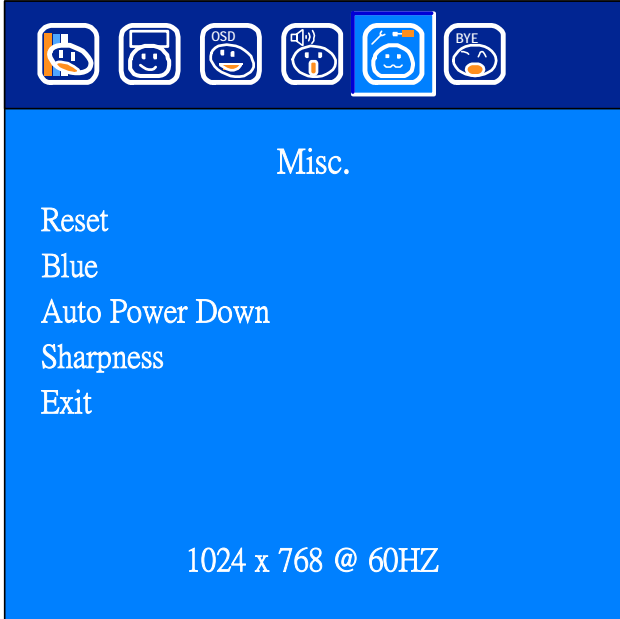 OSD
BYE
Misc.
Reset
Blue
Auto Power Down
Sharpness
Exit
1024 x 768 @ 60HZ